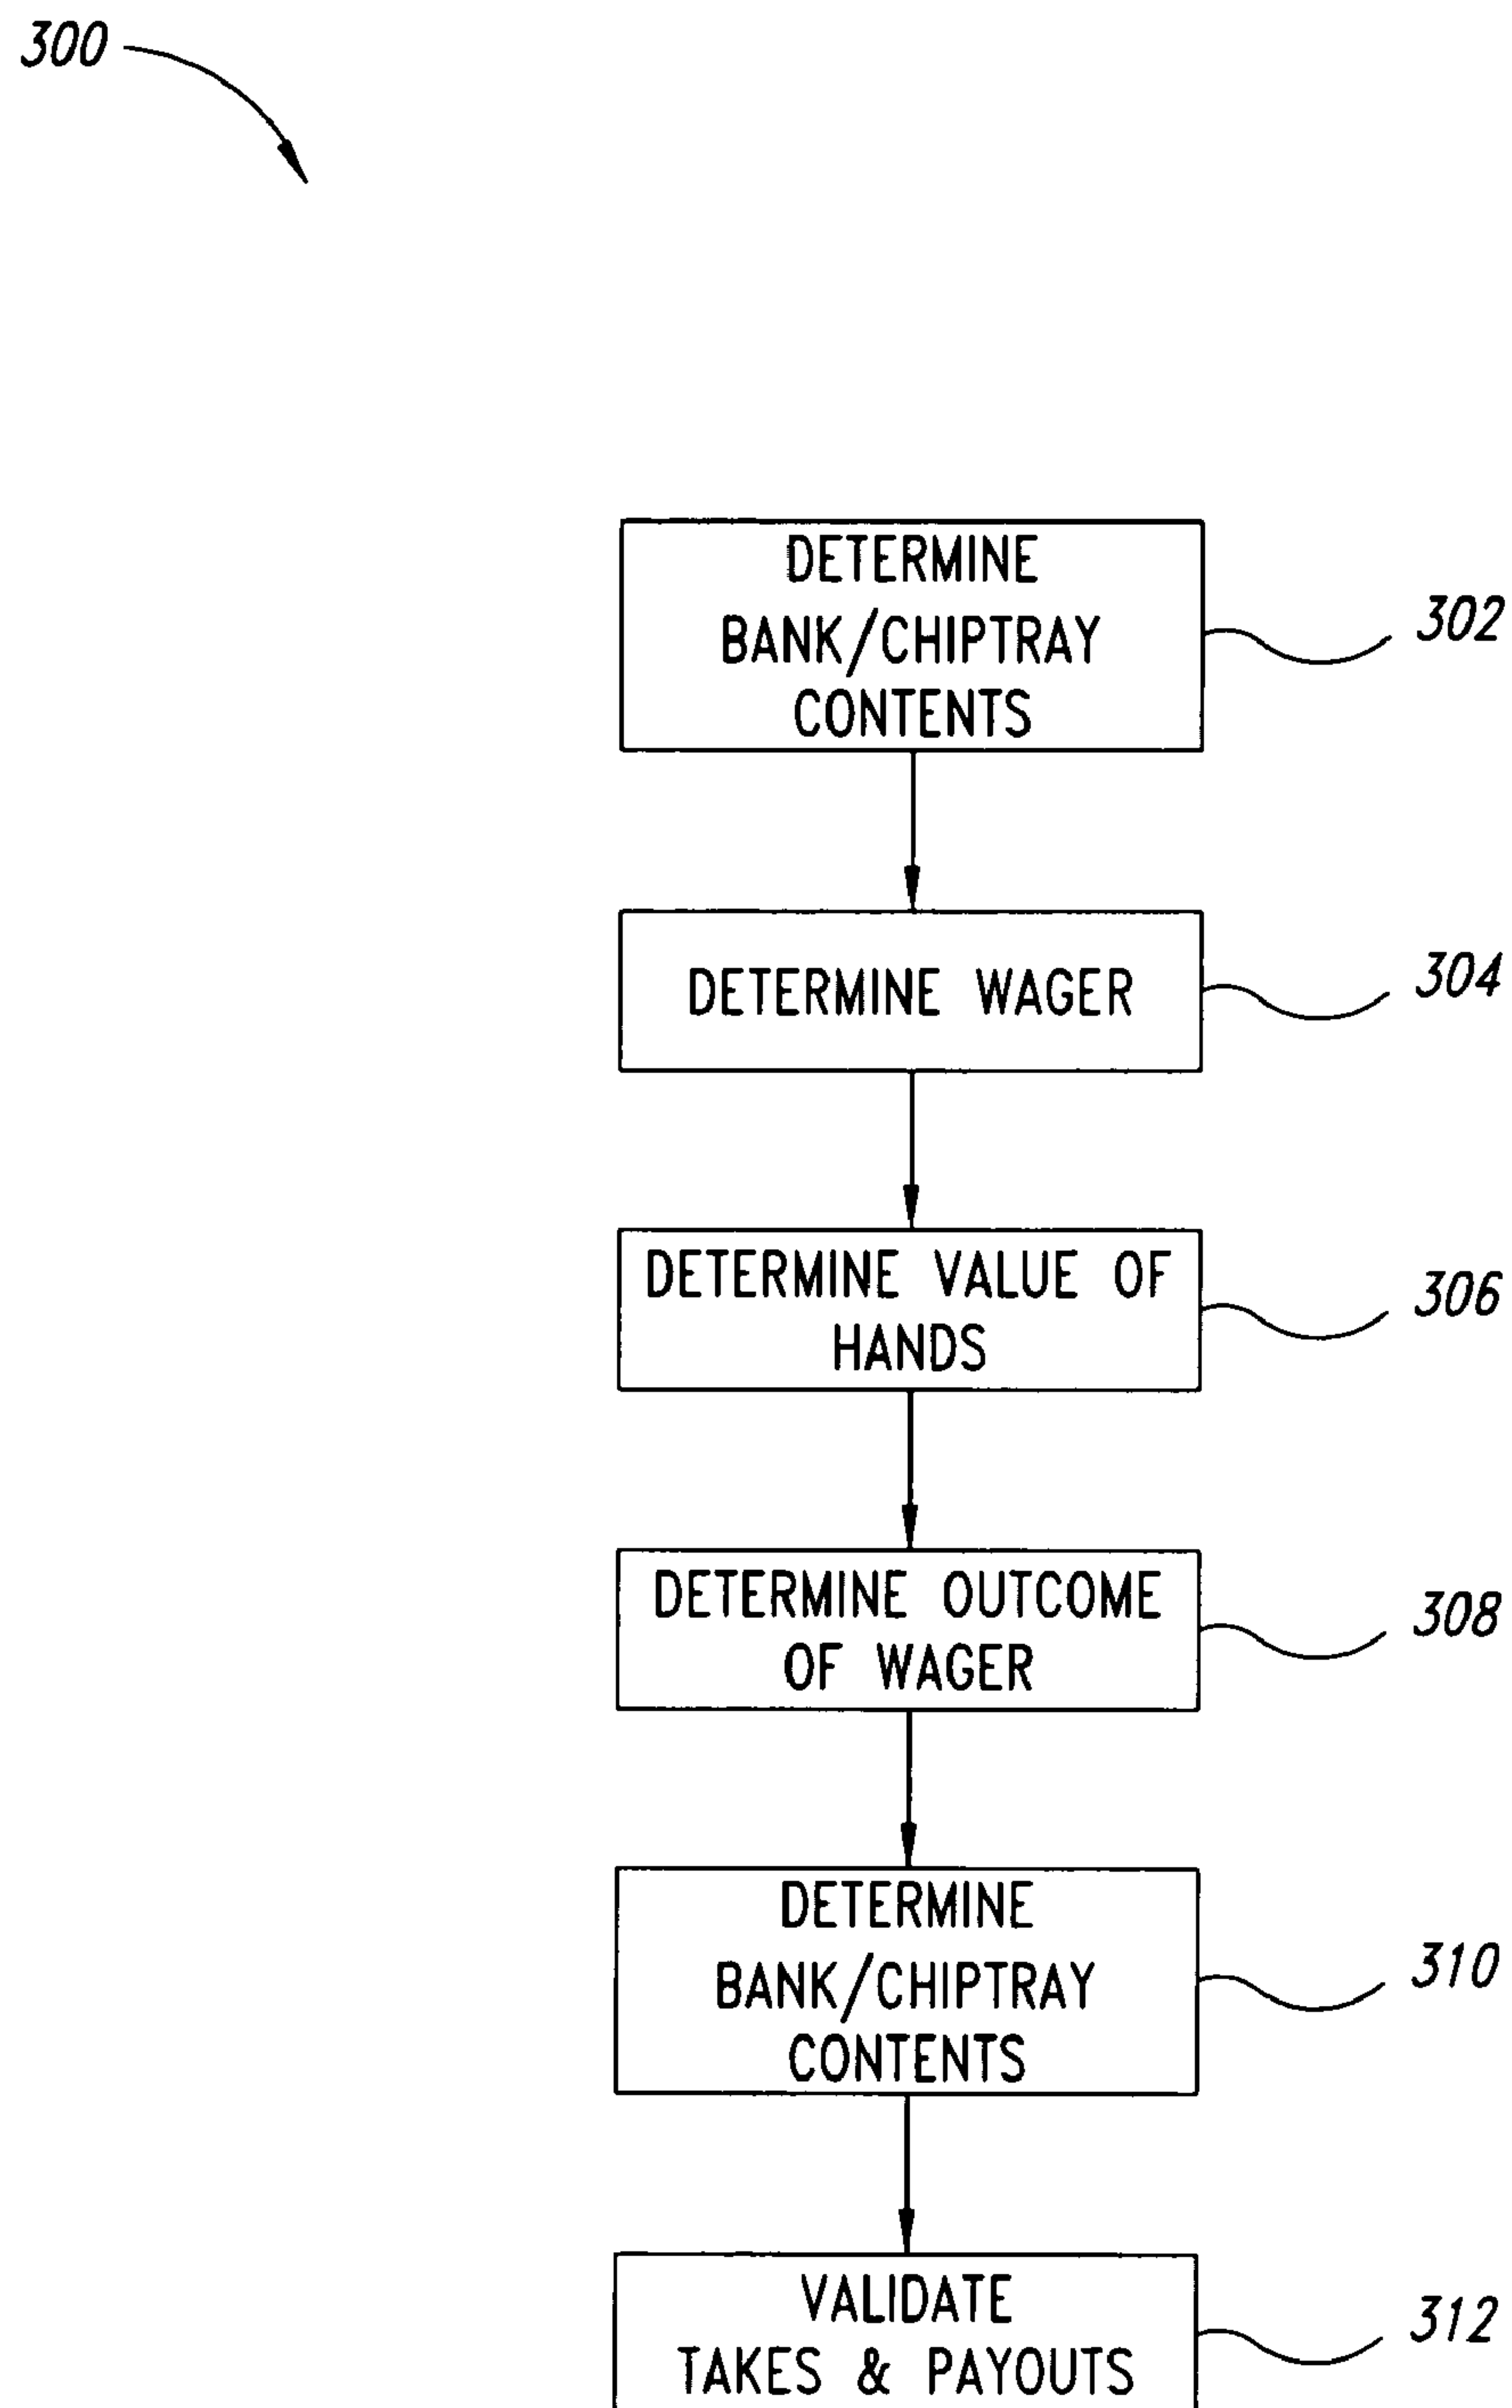 300
DETERMINE
BANK/CHIPTRAY
CONTENTS
302
DETERMINE WAGER
304
DETERMINE VALUE OF
HANDS
306
DETERMINE OUTCOME
OF WAGER
308
DETERMINE
BANK/CHIPTRAY
CONTENTS
310
VALIDATE
TAKES & PAYOUTS
312